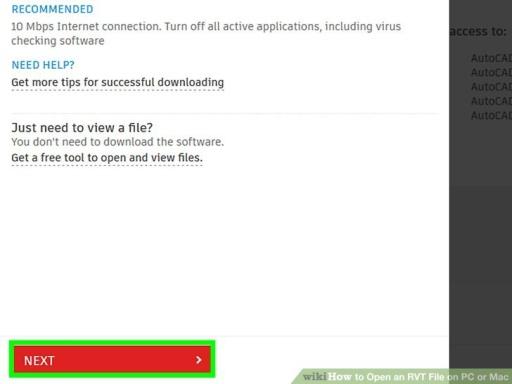 RECOMMENDED
10 Mbps Internet connection. Turn off all active applications, including virus
checking software
NEED HELP?
Get more tips for successful downloading
Just need to view a file?
You don't need to download the software.
Get a free tool to open and view files.
NEXT
access to:
AutoCAD
AutoCAD
AutoCAD
AutoCAD
AutoCAD
wikiHow to Open an RVT File on PC or Mac